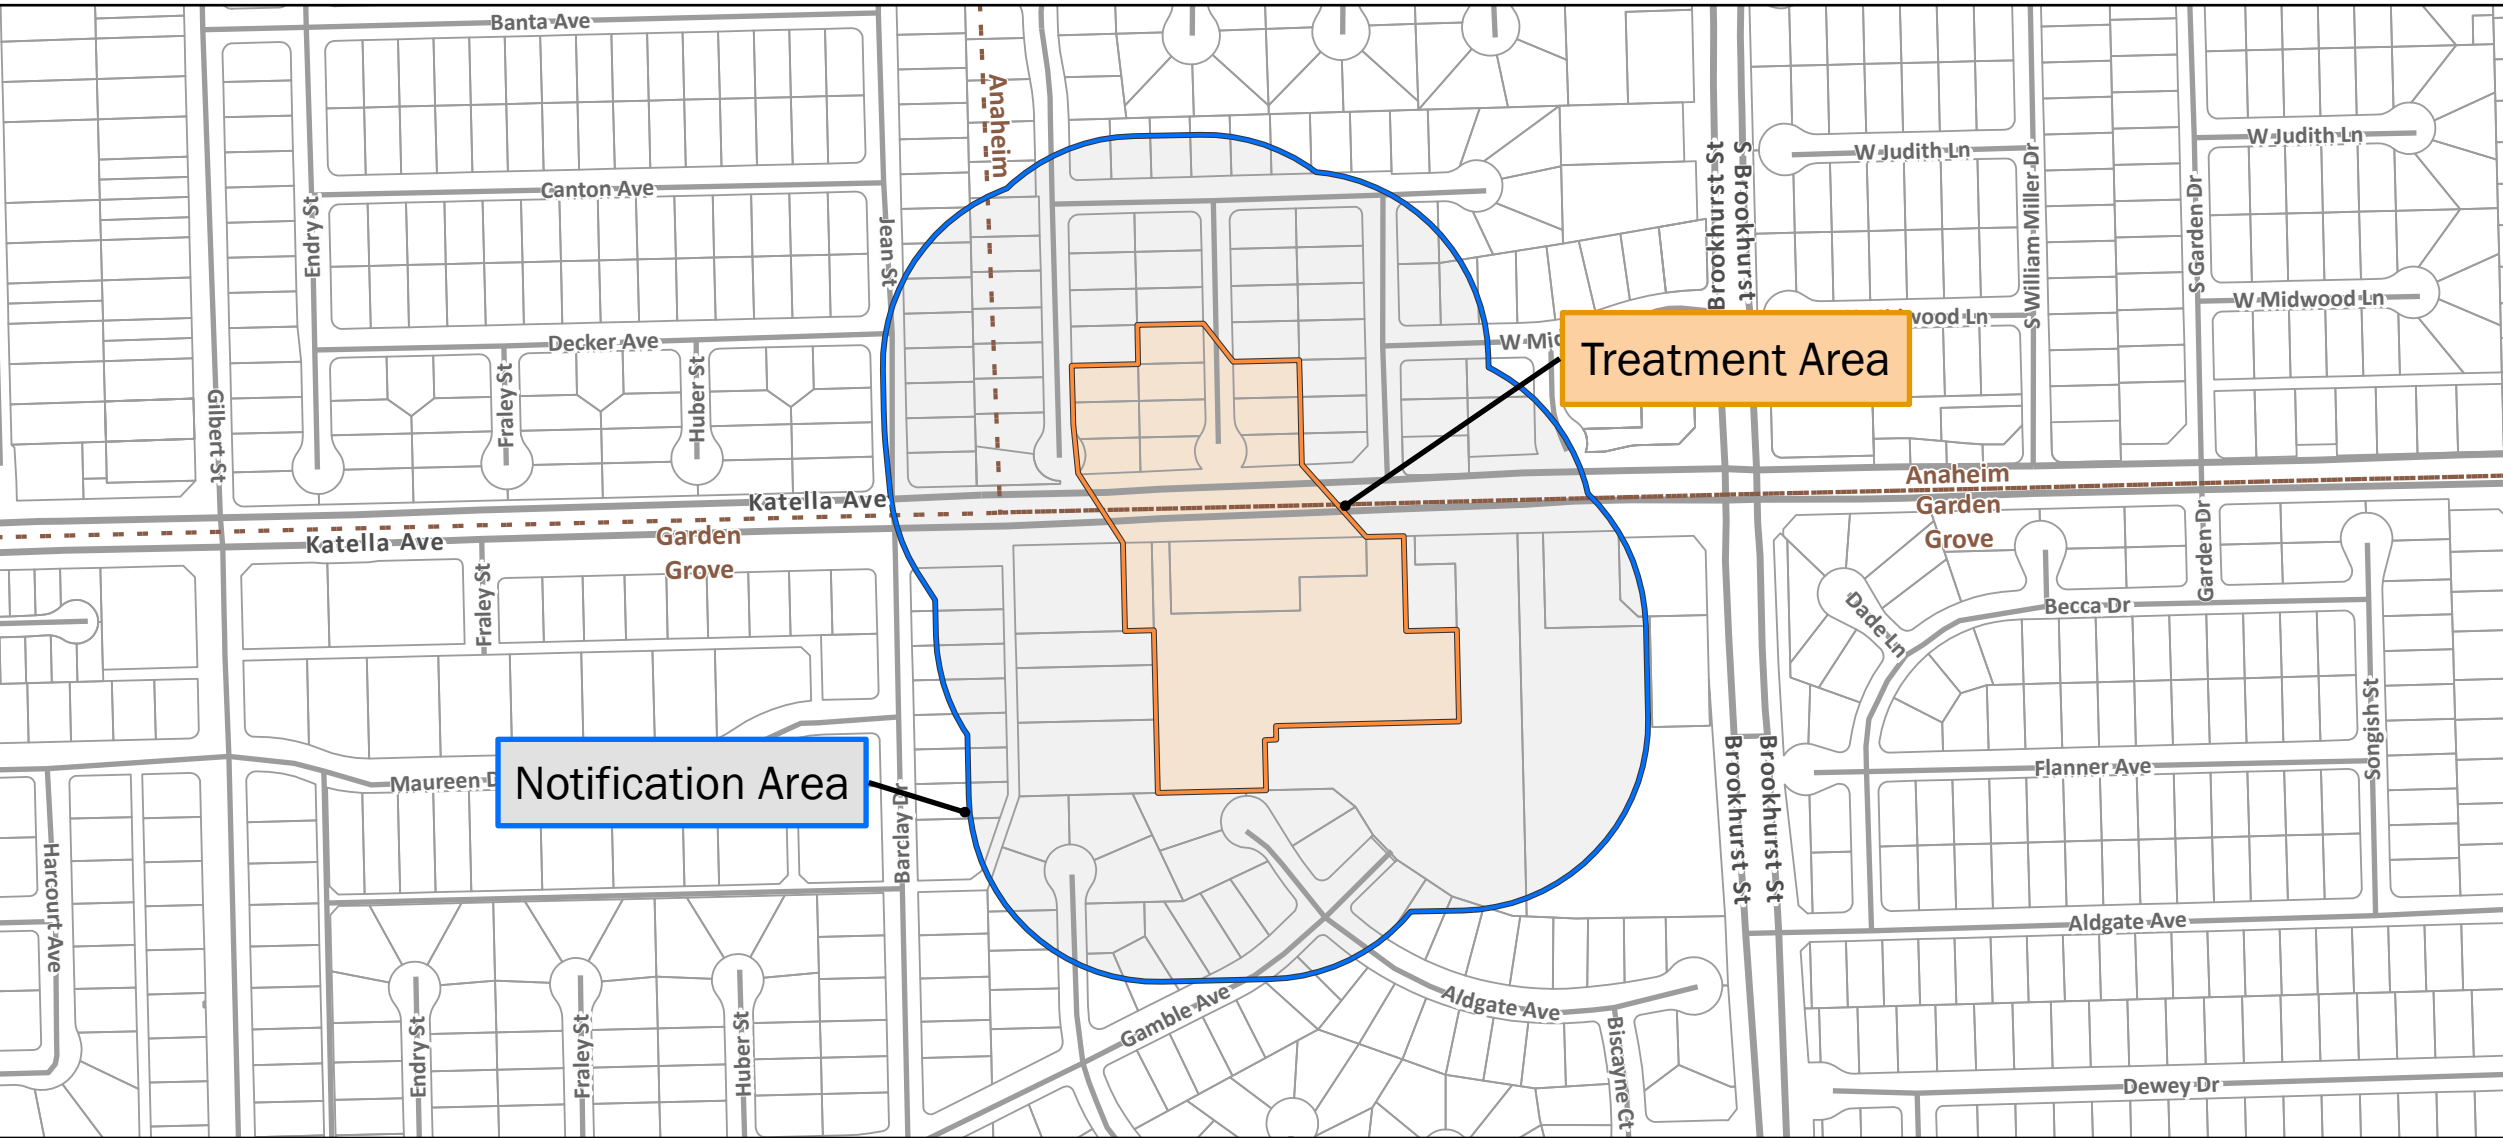 Banta Ave
Anaheim
W Judith Ln
W Judith Ln
Brookhurst St
S Brookhurst St
S William Miller Dr
S Garden Dr
Canton Ave
Endry St
Jean St
W Midwood Ln
wood Ln
W Mid
Decker Ave
Treatment Area
Fraley St
Huber St
Gilbert St
Katella Ave
Anaheim
Garden
Grove
Katella Ave
Garden
Grove
Garden Dr
Fraley St
Becca Dr
Dade Ln
Songish St
Brookhurst St
Brookhurst St
Flanner Ave
Maureen D
Notification Area
Barclay Dr
Harcourt Ave
Aldgate Ave
Gamble Ave
Aldgate Ave
Biscayne Ct
Endry St
Fraley St
Huber St
Dewey Dr